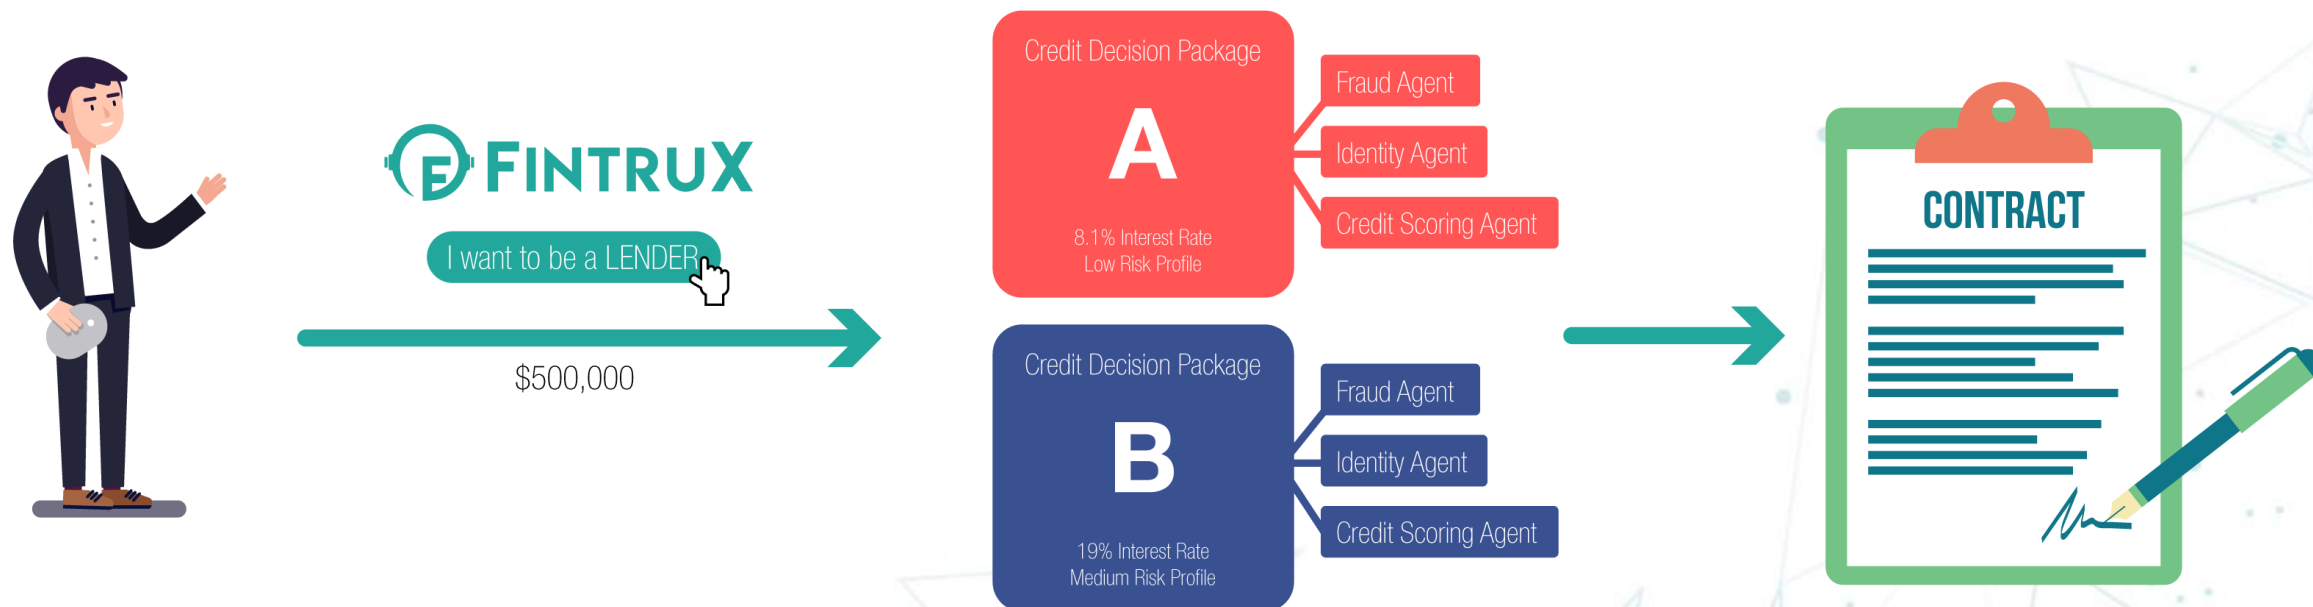 FINTRUX
I want to be a LENDER
$500,000
Credit Decision Package
A
8.1% Interest Rate
Low Risk Profile
Fraud Agent
Identity Agent
Credit Scoring Agent
Credit Decision Package
B
19% Interest Rate
Medium Risk Profile
Fraud Agent
Identity Agent
Credit Scoring Agent
CONTRACT